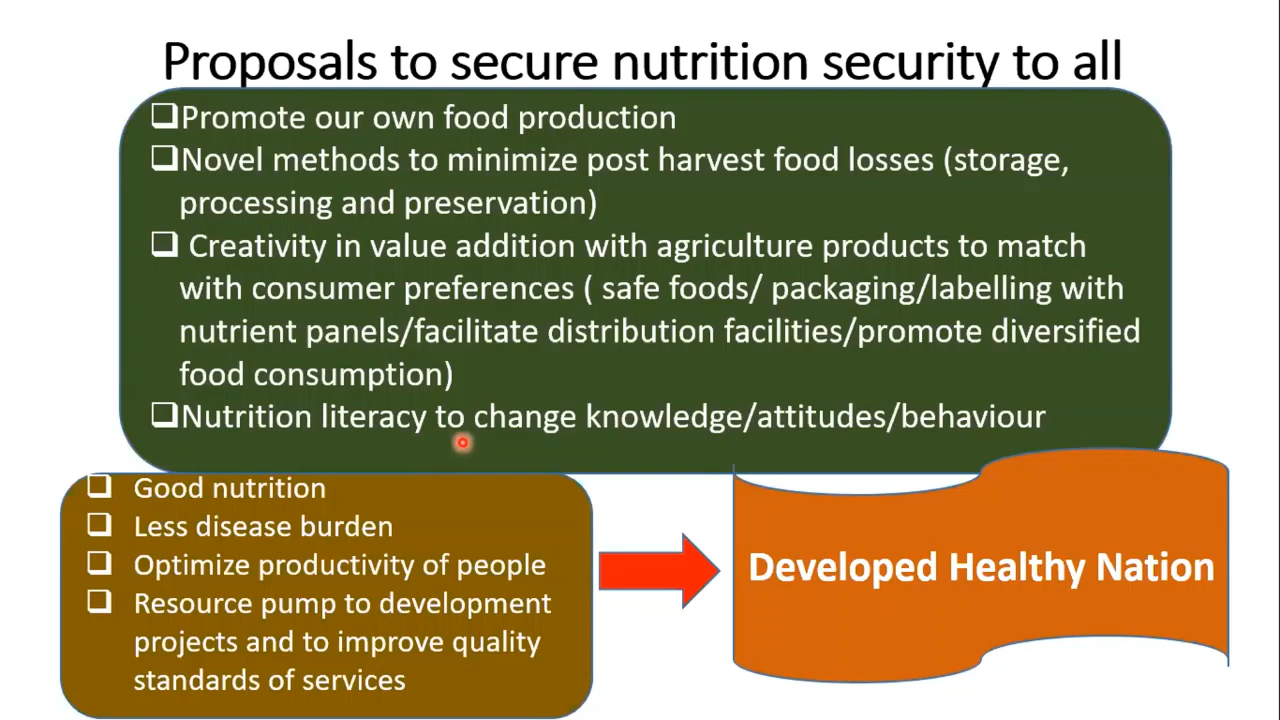 Proposals to secure nutrition security to all
❑Promote our own food production
❑Novel methods to minimize post harvest food losses (storage,
processing and preservation)
❑ Creativity in value addition with agriculture products to match
with consumer preferences ( safe foods/ packaging/labelling with
nutrient panels/facilitate distribution facilities/promote diversified
food consumption)
❑Nutrition literacy to change knowledge/attitudes/behaviour
❑ Good nutrition
❑ Less disease burden
❑ Optimize productivity of people
❑ Resource pump to development
projects and to improve quality
standards of services
Developed Healthy Nation